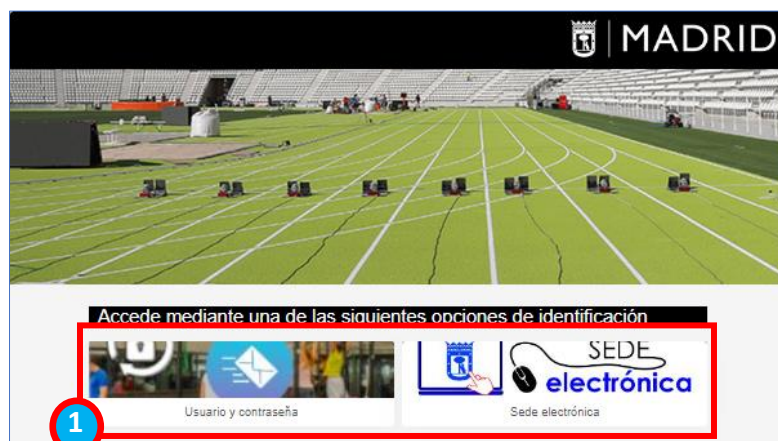 MADRID
Accede mediante una de las siguientes opciones de identificación
SEDE
electrónica
Usuario y contraseña
Sede electrónica
1